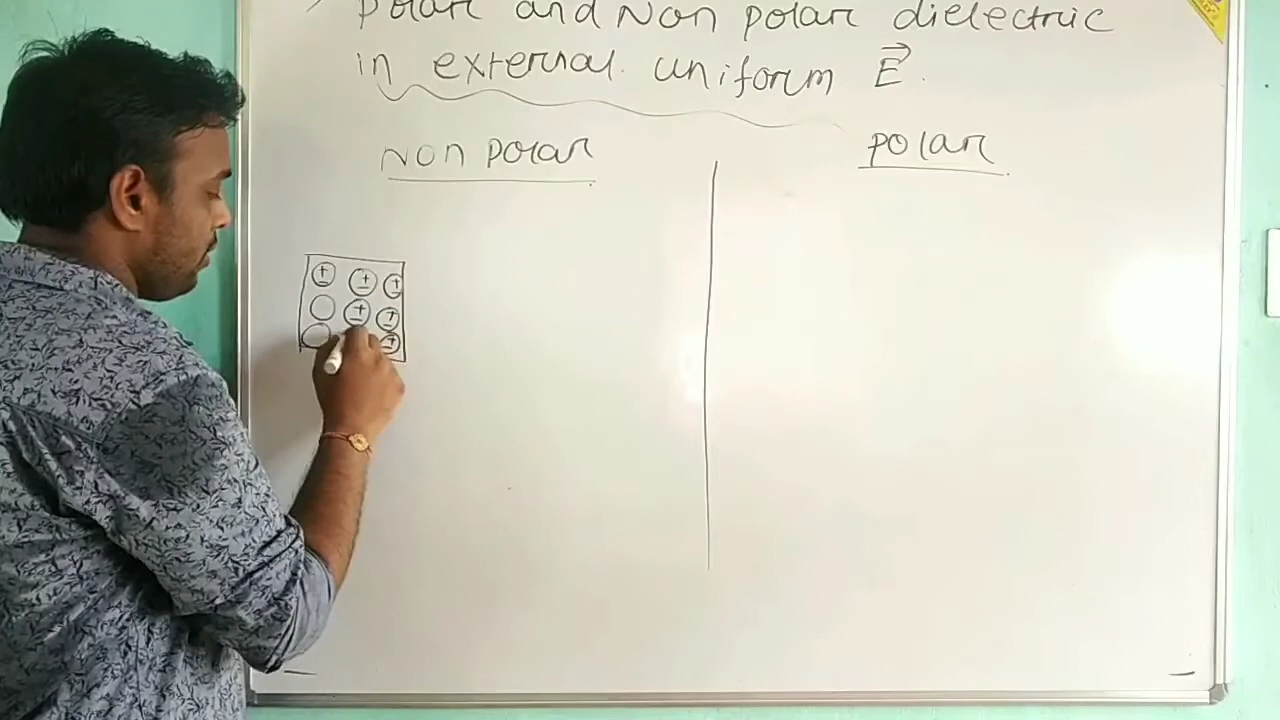 Polar and Non polar dielectric
in external uniform E⃗.
Non polar
polar
± ± ±
± ±
±